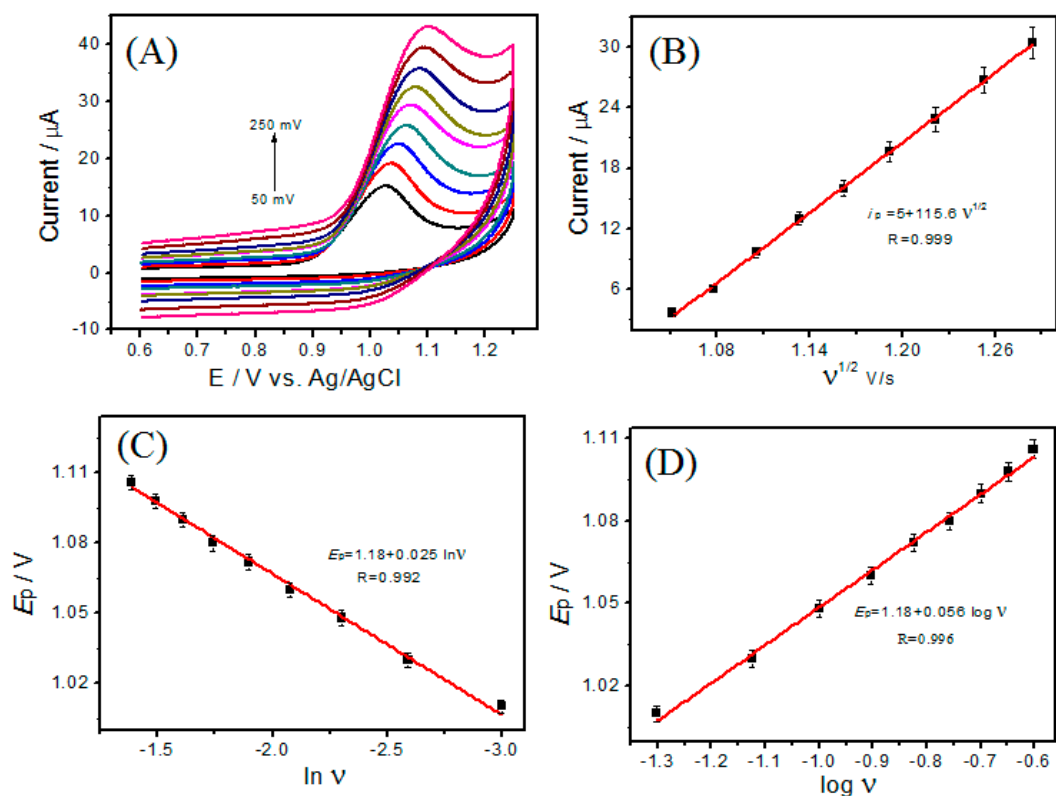 (A)
40
30
20
10
0
-10
Current / μA
250 mV
50 mV
0.6 0.7 0.8 0.9 1.0 1.1 1.2
E / V vs. Ag/AgCl
(B)
30
24
18
12
6
Current / μA
ip =5+115.6 ν1/2
R=0.999
1.08 1.14 1.20 1.26
ν1/2 V/s
(C)
1.11
1.08
1.05
1.02
Ep / V
Ep=1.18+0.025 lnν
R=0.992
-1.5 -2.0 -2.5 -3.0
ln ν
(D)
1.11
1.08
1.05
1.02
Ep / V
Ep=1.18+0.056 log ν
R=0.996
-1.3 -1.2 -1.1 -1.0 -0.9 -0.8 -0.7 -0.6
log ν